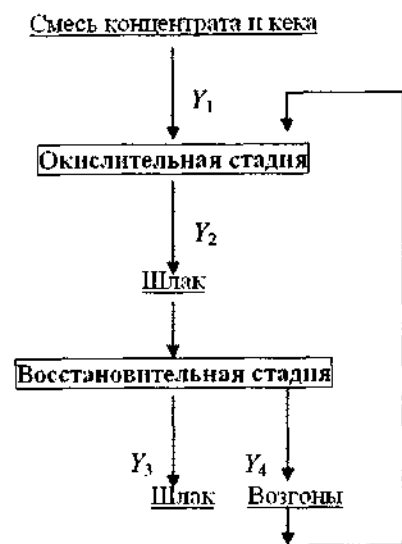 Смесь концентрата и кека
Y1
Окислительная стадия
Y2
Шлак
Восстановительная стадия
Y3 Y4
Шлак Возгоны